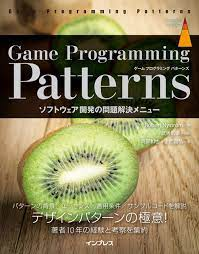 Game Programming Patterns
Game Programming
Patterns
ゲームプログラミングパターンズ
ソフトウェア開発の問題解決メニュー
デザインパターンの極意!
著者10年の経験と考察を集約
インプレス